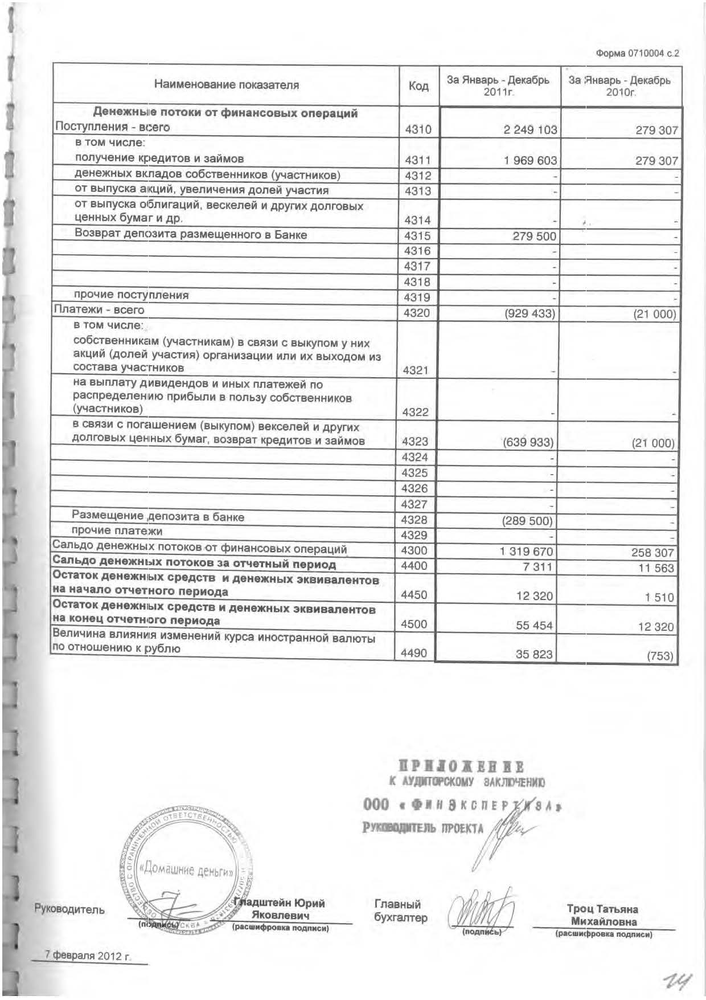 Форма 0710004 с.2
Наименование показателя Код За Январь - Декабрь 2011г. За Январь - Декабрь 2010г.
Денежные потоки от финансовых операций
Поступления - всего 4310 2 249 103 279 307
в том числе:
получение кредитов и займов 4311 1 969 603 279 307
денежных вкладов собственников (участников) 4312 - -
от выпуска акций, увеличения долей участия 4313 - -
от выпуска облигаций, вескелей и других долговых
ценных бумаг и др. 4314 - -
Возврат депозита размещенного в Банке 4315 279 500 -
4316 - -
4317 - -
4318 - -
прочие поступления 4319 - -
Платежи - всего 4320 (929 433) (21 000)
в том числе:
собственникам (участникам) в связи с выкупом у них
акций (долей участия) организации или их выходом из
состава участников 4321 - -
на выплату дивидендов и иных платежей по
распределению прибыли в пользу собственников
(участников) 4322 - -
в связи с погашением (выкупом) векселей и других
долговых ценных бумаг, возврат кредитов и займов 4323 (639 933) (21 000)
4324 - -
4325 - -
4326 - -
4327 - -
Размещение депозита в банке 4328 (289 500) -
прочие платежи 4329 - -
Сальдо денежных потоков от финансовых операций 4300 1 319 670 258 307
Сальдо денежных потоков за отчетный период 4400 7 311 11 563
Остаток денежных средств и денежных эквивалентов
на начало отчетного периода 4450 12 320 1 510
Остаток денежных средств и денежных эквивалентов
на конец отчетного периода 4500 55 454 12 320
Величина влияния изменений курса иностранной валюты
по отношению к рублю 4490 35 823 (753)
ПРИЛОЖЕНИЕ
К АУДИТОРСКОМУ ЗАКЛЮЧЕНИЮ
ООО «ФИНЭКСПЕРТИЗА»
РУКОВОДИТЕЛЬ ПРОЕКТА
ОБЩЕСТВО С ОГРАНИЧЕННОЙ ОТВЕТСТВЕННОСТЬЮ
«Домашние деньги»
МОСКВА
Руководитель (подпись) Гладштейн Юрий
Яковлевич
(расшифровка подписи)
Главный
бухгалтер (подпись) Троц Татьяна
Михайловна
(расшифровка подписи)
7 февраля 2012 г.